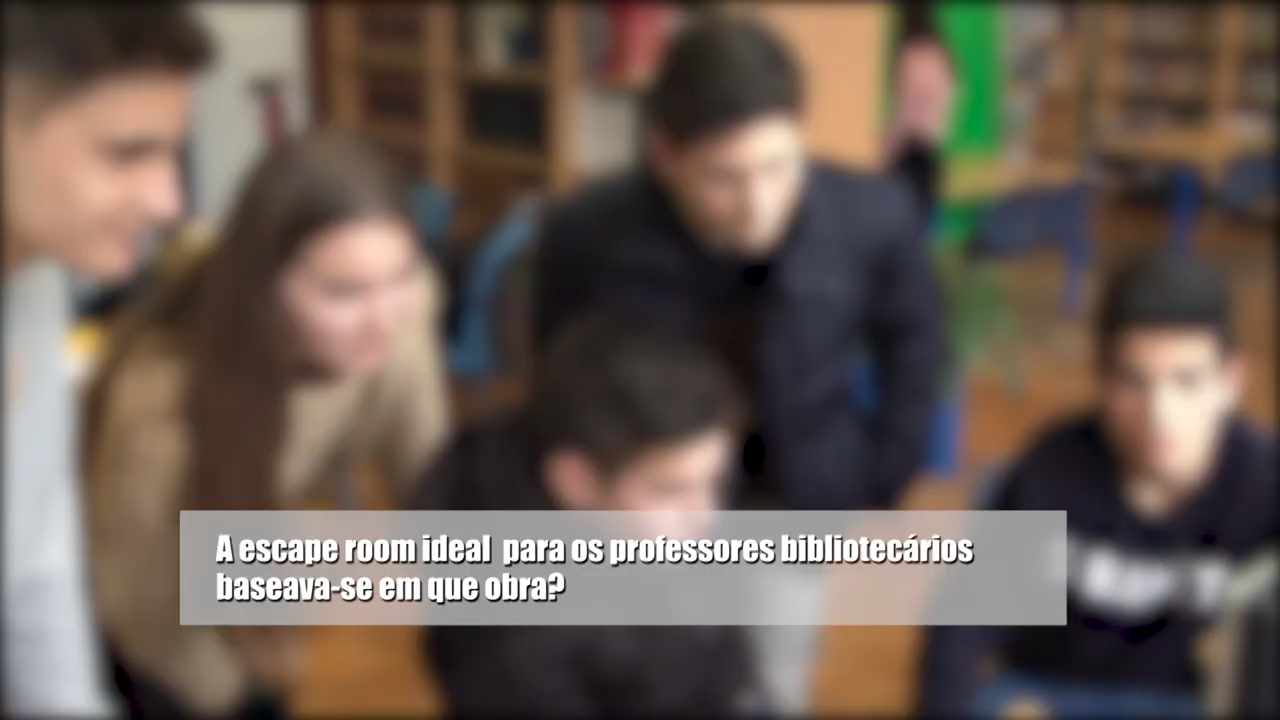 A escape room ideal  para os professores bibliotecários
baseava-se em que obra?